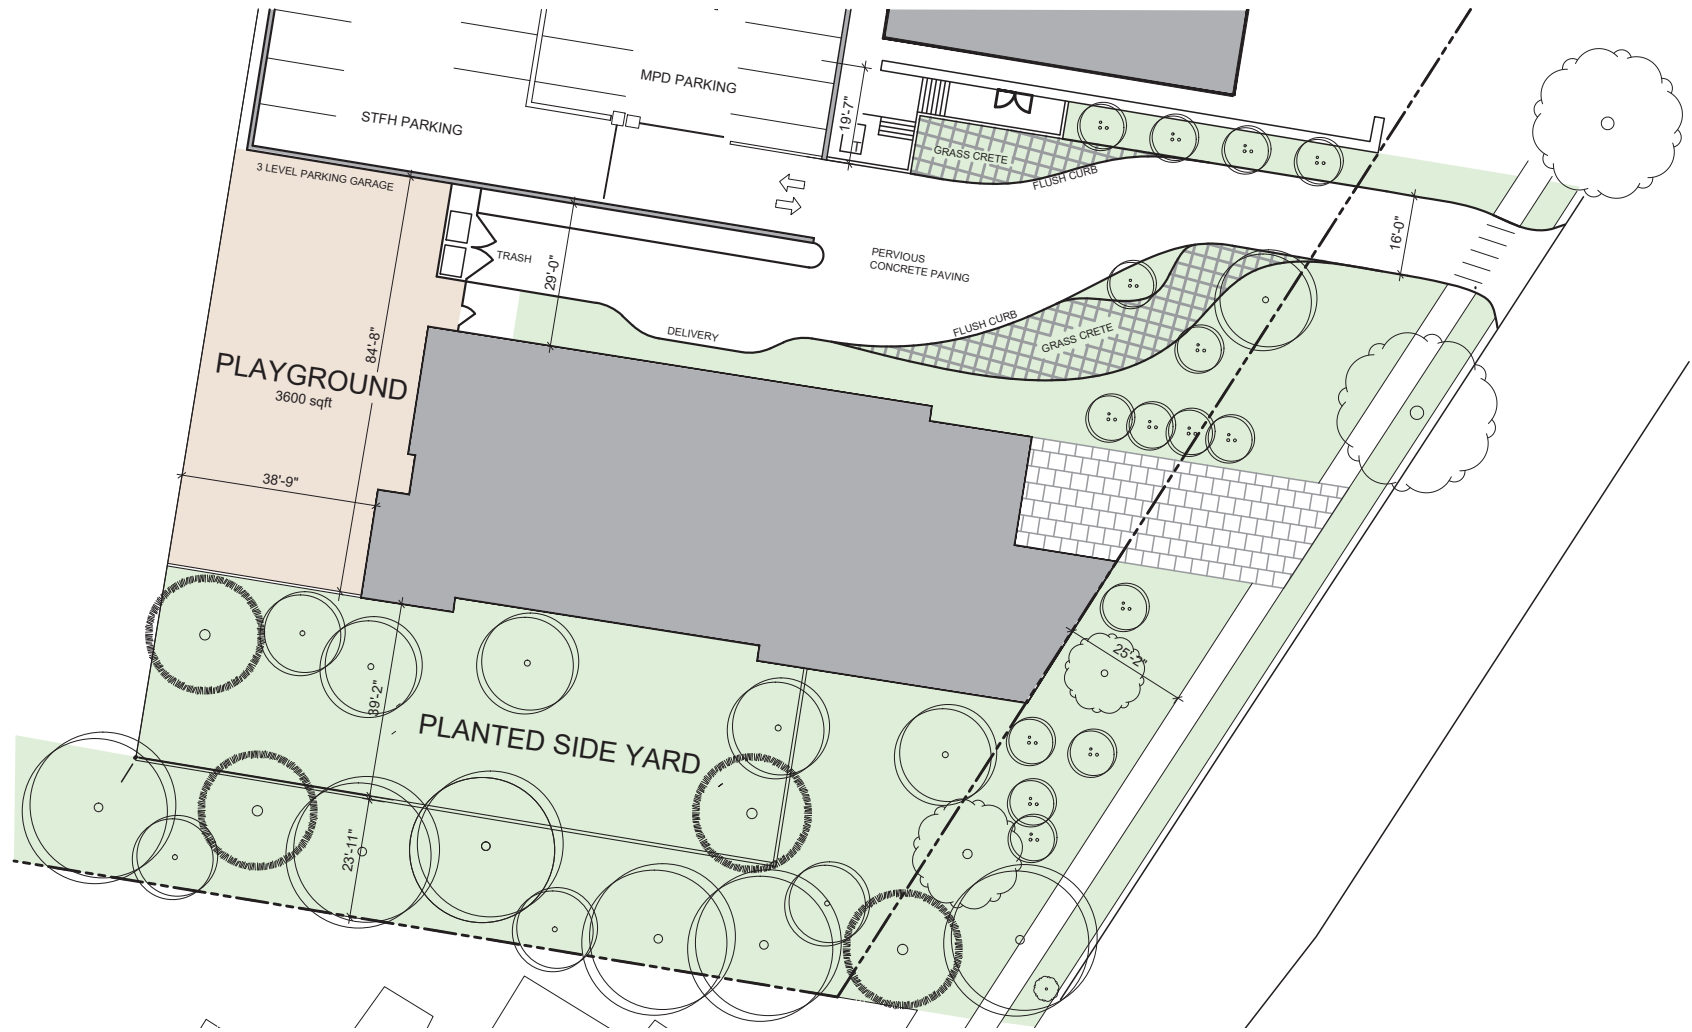 MPD PARKING
STFH PARKING
19'-7"
GRASS CRETE
FLUSH CURB
3 LEVEL PARKING GARAGE
16'-0"
TRASH
29'-0"
PERVIOUS
CONCRETE PAVING
DELIVERY
FLUSH CURB
GRASS CRETE
84'-8"
PLAYGROUND
3600 sqft
38'-9"
25'-2"
39'-2"
PLANTED SIDE YARD
23'-11"